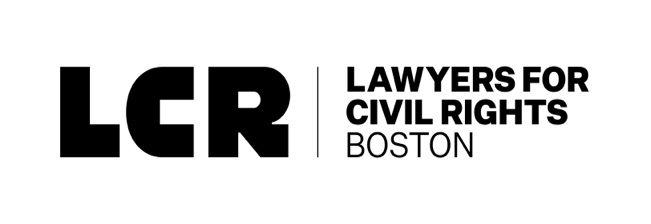 LCR
LAWYERS FOR
CIVIL RIGHTS
BOSTON